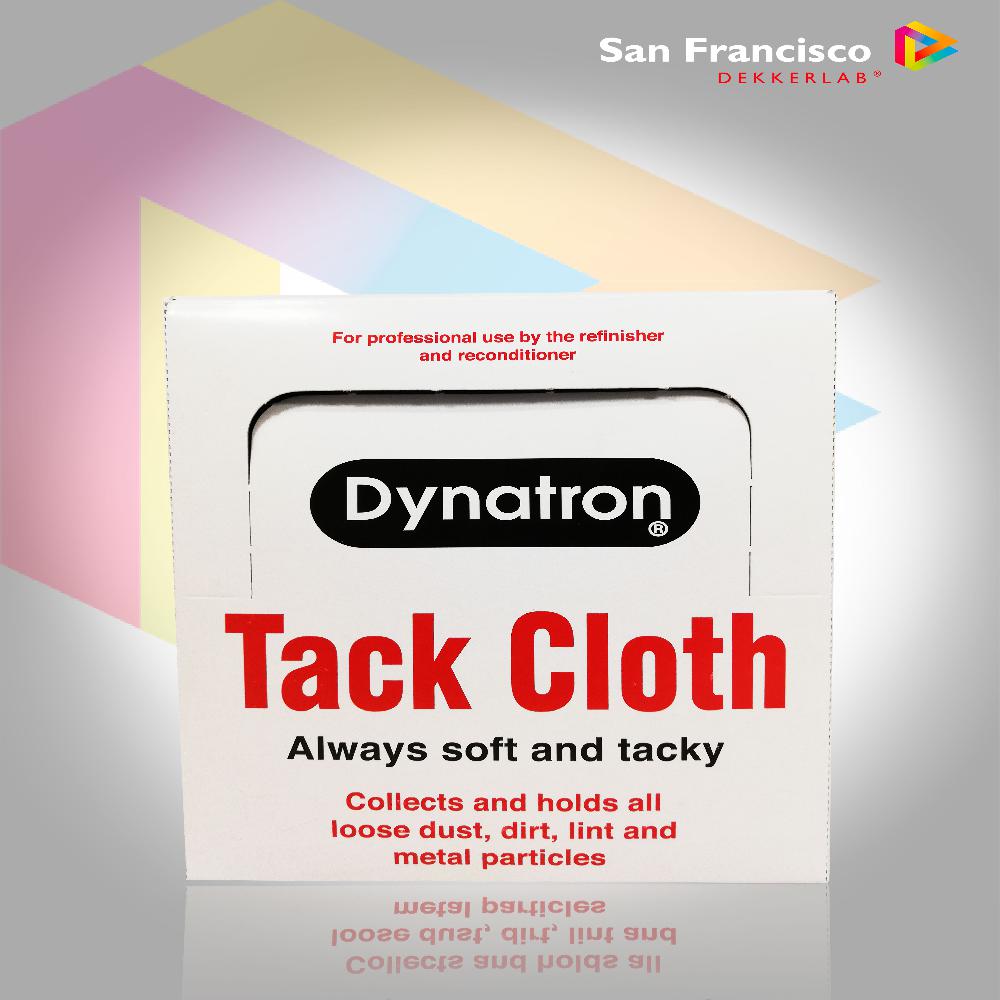 San Francisco
DEKKERLAB®
For professional use by the refinisher
and reconditioner
Dynatron®
Tack Cloth
Always soft and tacky
Collects and holds all
loose dust, dirt, lint and
metal particles